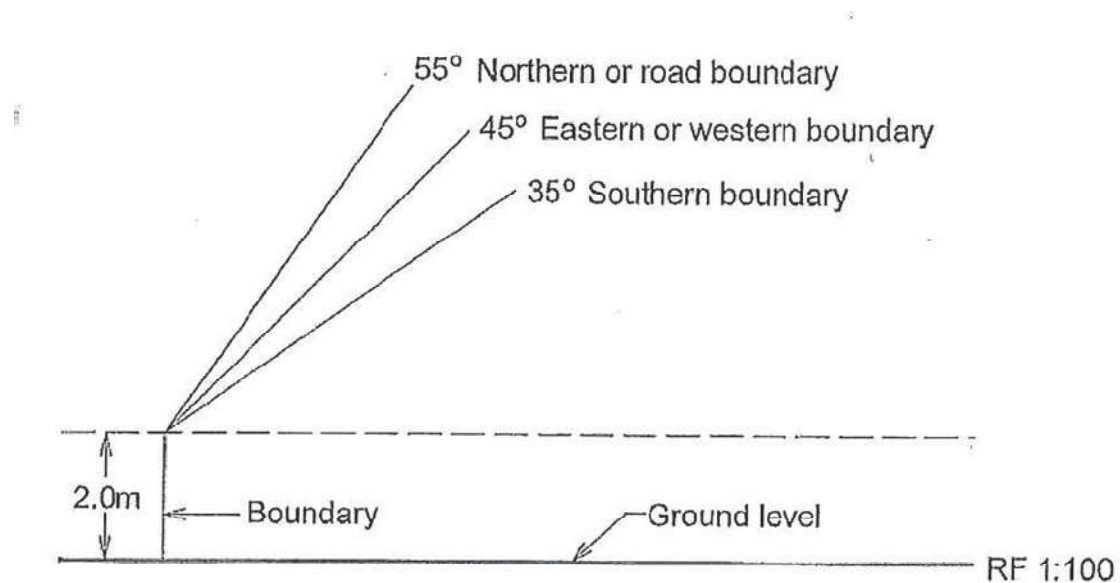 55° Northern or road boundary
45° Eastern or western boundary
35° Southern boundary
2.0m
Boundary
Ground level
RF 1:100